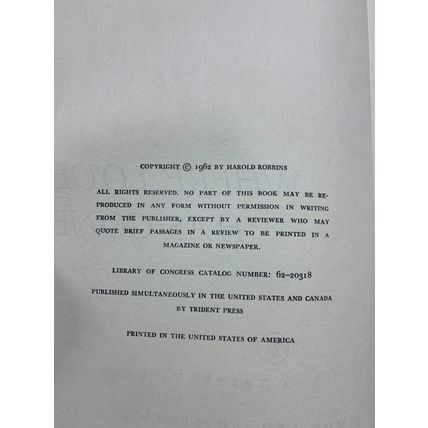 COPYRIGHT © 1962 BY HAROLD ROBBINS
ALL RIGHTS RESERVED. NO PART OF THIS BOOK MAY BE RE-
PRODUCED IN ANY FORM WITHOUT PERMISSION IN WRITING
FROM THE PUBLISHER, EXCEPT BY A REVIEWER WHO MAY
QUOTE BRIEF PASSAGES IN A REVIEW TO BE PRINTED IN A
MAGAZINE OR NEWSPAPER.
LIBRARY OF CONGRESS CATALOG NUMBER: 62-20318
PUBLISHED SIMULTANEOUSLY IN THE UNITED STATES AND CANADA
BY TRIDENT PRESS
PRINTED IN THE UNITED STATES OF AMERICA